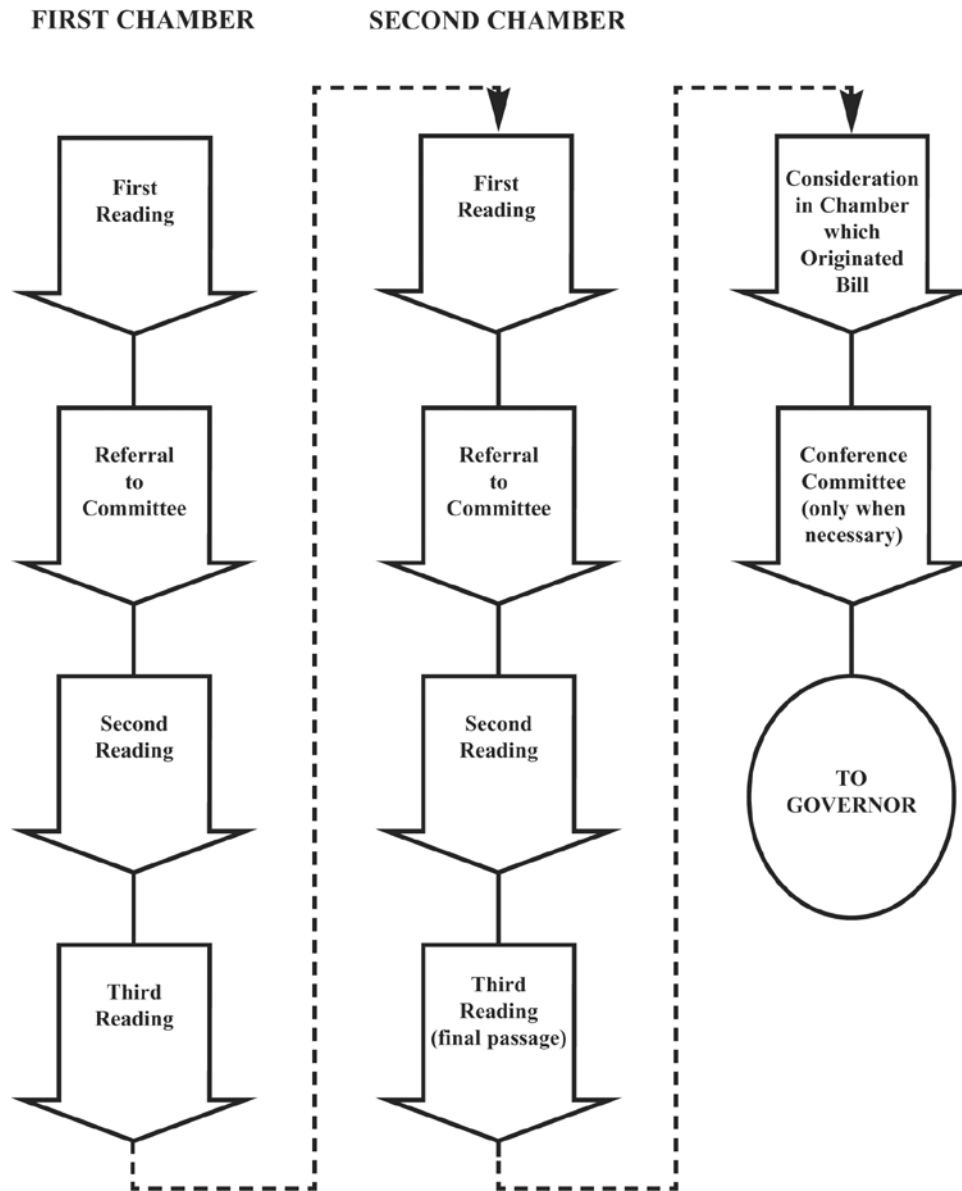 FIRST CHAMBER
First
Reading
Referral
to
Committee
Second
Reading
Third
Reading
SECOND CHAMBER
First
Reading
Referral
to
Committee
Second
Reading
Third
Reading
(final passage)
Consideration
in Chamber
which
Originated
Bill
Conference
Committee
(only when
necessary)
TO
GOVERNOR